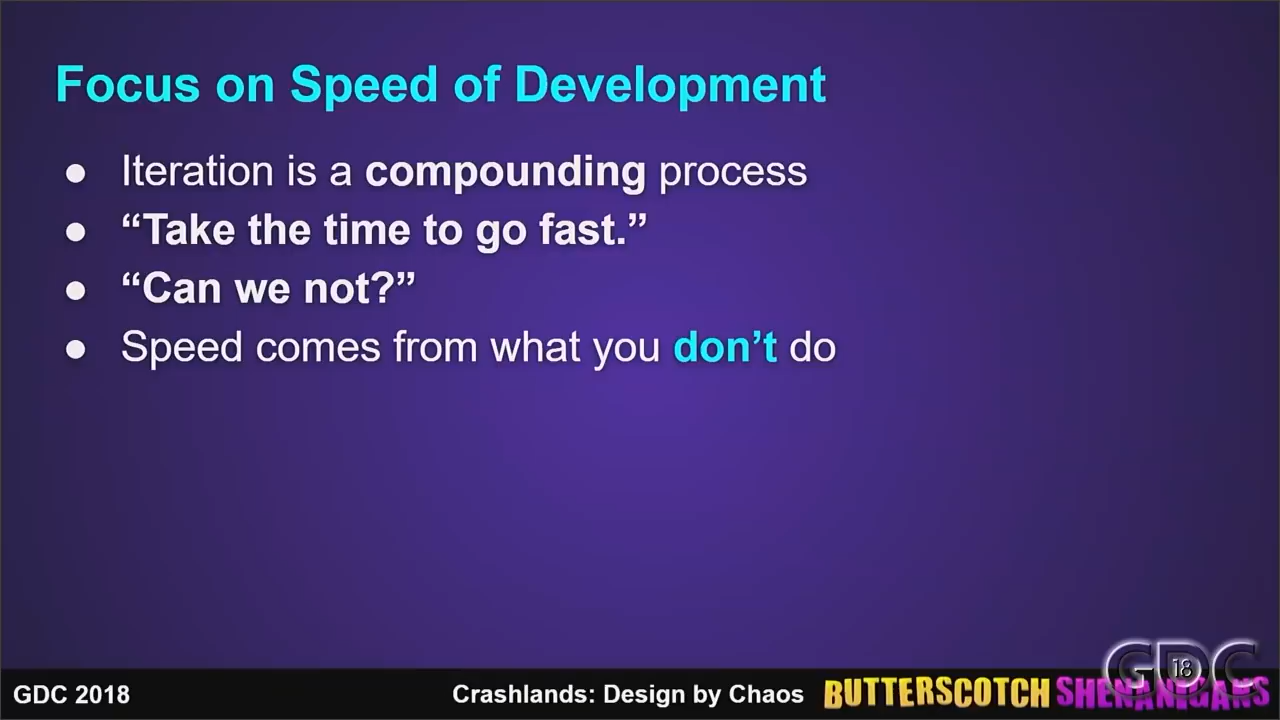 Focus on Speed of Development
● Iteration is a compounding process
● “Take the time to go fast.”
● “Can we not?”
● Speed comes from what you don’t do
GDC 18
GDC 2018
Crashlands: Design by Chaos
BUTTERSCOTCH SHENANIGANS